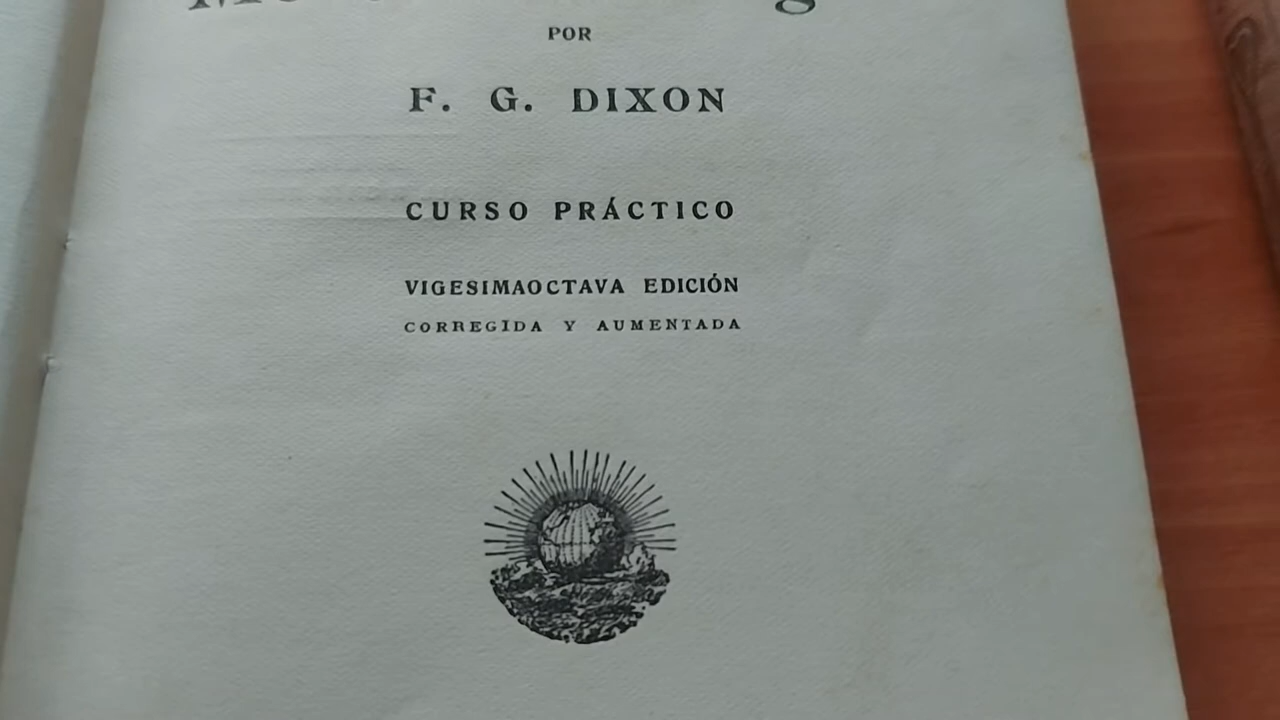 POR
F. G. DIXON
CURSO PRÁCTICO
VIGESIMAOCTAVA EDICIÓN
CORREGIDA Y AUMENTADA